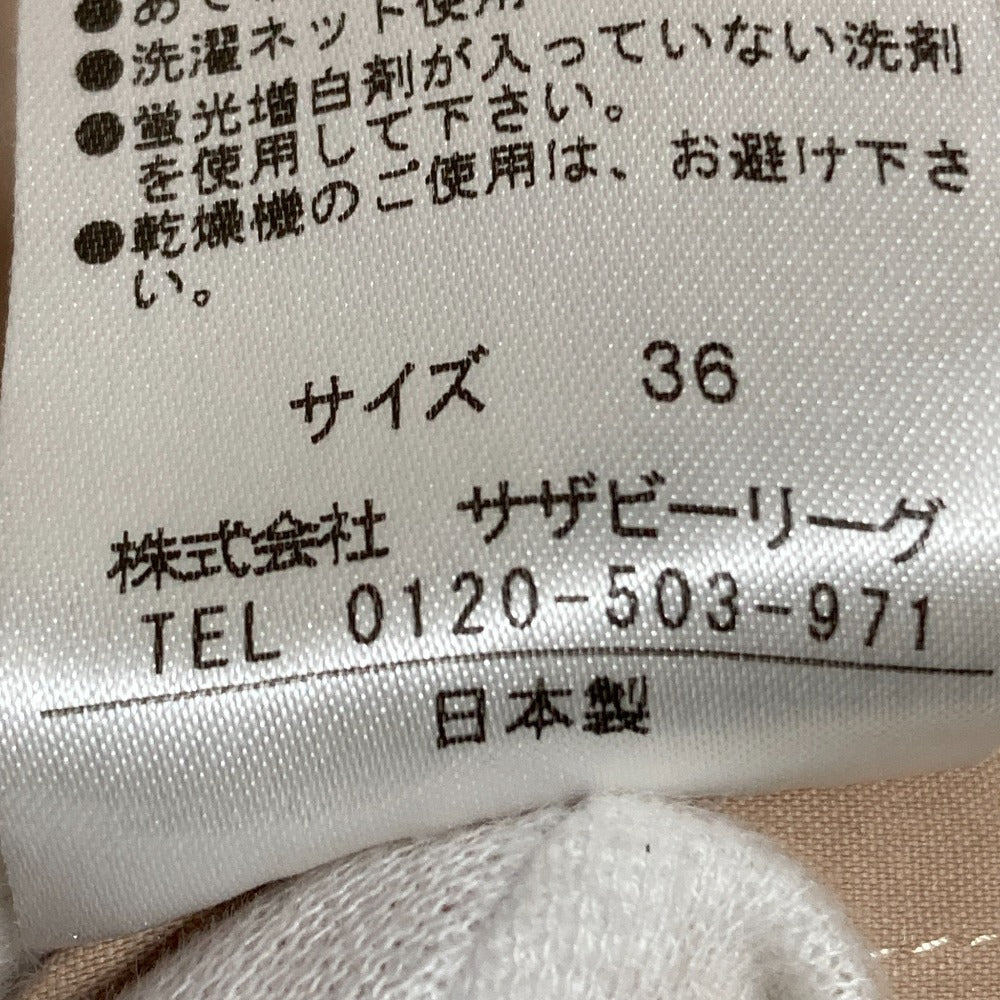 ●洗濯ネット使用
●蛍光増白剤が入っていない洗剤
を使用して下さい。
●乾燥機のご使用は、お避け下さ
い。
サイズ 36
株式会社 サザビーリーグ
TEL 0120-503-971
日本製